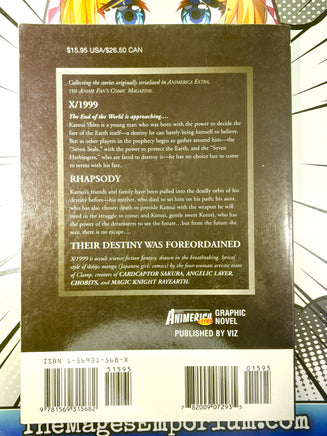 $15.95 USA/$26.50 CAN
Collecting the stories originally serialized in ANIMERICA EXTRA,
THE ANIME FAN'S COMIC MAGAZINE.
X/1999
The End of the World is approaching....
Kamui Shiro is a young man who was born with the power to decide the
fate of the Earth itself—a destiny he can barely bring himself to believe.
But as other players in the prophecy begin to gather around him—the
"Seven Seals," with the power to protect the Earth, and the "Seven
Harbingers," who are fated to destroy it—he has no choice but to come
to terms with his fate.
RHAPSODY
Kamui's friends and family have been pulled into the deadly orbit of his
destiny before—his mother, who died to set him on his path; his aunt,
who has also chosen death to provide Kamui with the weapon he will
need in the struggle to come; and Kotori, gentle sweet Kotori, who has
the power of the dreamseers to see the future...but from the future she
sees, there is no escape....
THEIR DESTINY WAS FOREORDAINED
X/1999 is occult science fiction fantasy, drawn in the breathtaking, lyrical
style of shôjo manga (Japanese girls' comics) by the four-woman artistic team
of Clamp, creators of CARDCAPTOR SAKURA, ANGELIC LAYER,
CHOBITS, and MAGIC KNIGHT RAYEARTH.
ANIMERICA EXTRA GRAPHIC
NOVEL
PUBLISHED BY VIZ
ISBN 1-56931-568-X
51595
51595
9 781569 315682
7 82009 07293 5
TheMagesEmporium.com